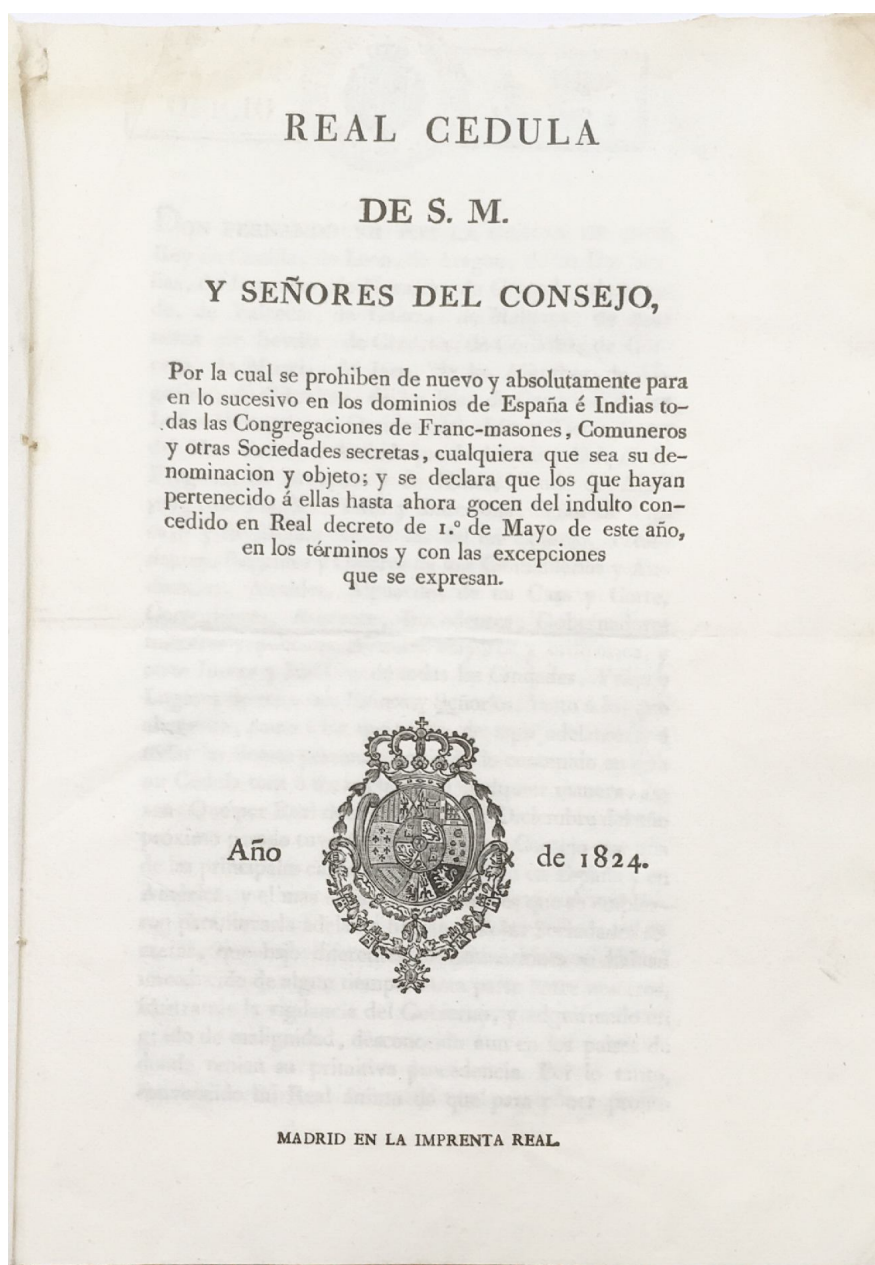 REAL CEDULA
DE S. M.
Y SEÑORES DEL CONSEJO,
Por la cual se prohiben de nuevo y absolutamente para
en lo sucesivo en los dominios de España é Indias to-
das las Congregaciones de Franc-masones, Comuneros
y otras Sociedades secretas, cualquiera que sea su de-
nominacion y objeto; y se declara que los que hayan
pertenecido á ellas hasta ahora gocen del indulto con-
cedido en Real decreto de 1.º de Mayo de este año,
en los términos y con las excepciones
que se expresan.
Año de 1824.
MADRID EN LA IMPRENTA REAL.